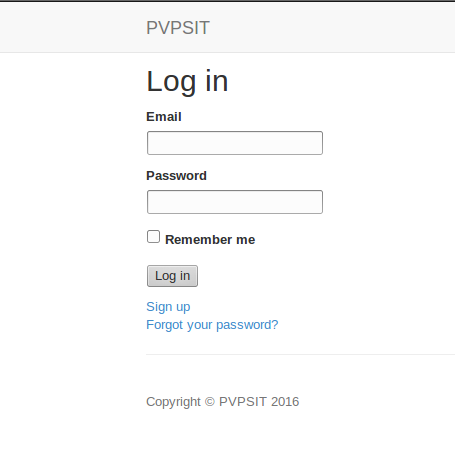 PVPSIT
Log in
Email
Password
Remember me
Log in
Sign up
Forgot your password?
Copyright © PVPSIT 2016